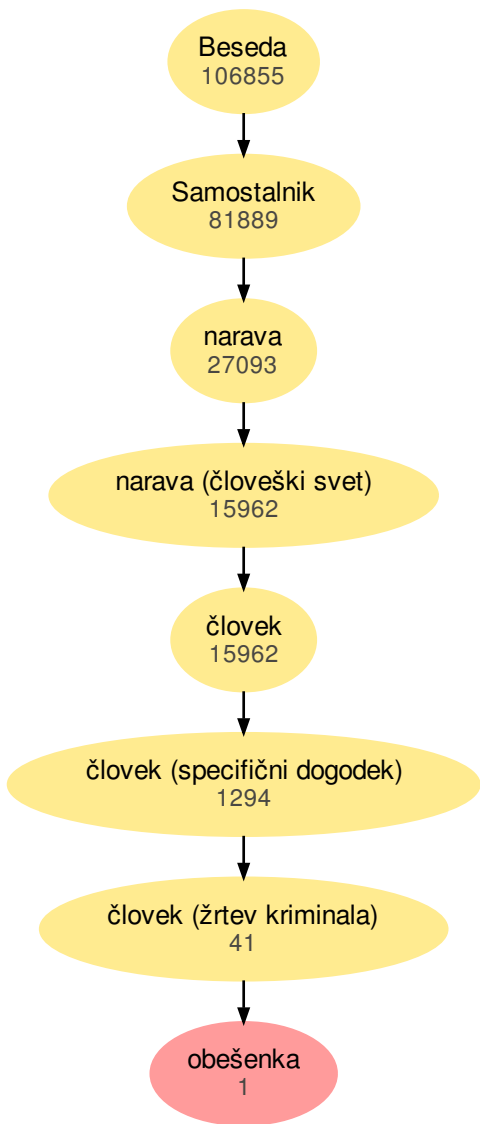 Beseda
106855
Samostalnik
81889
narava
27093
narava (človeški svet)
15962
človek
15962
človek (specifični dogodek)
1294
človek (žrtev kriminala)
41
obešenka
1